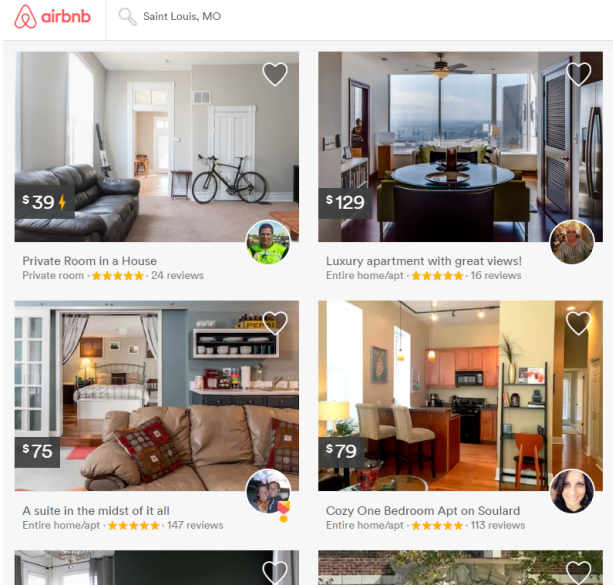 airbnb
Saint Louis, MO
$39
$129
Private Room in a House
Private room · 24 reviews
Luxury apartment with great views!
Entire home/apt · 16 reviews
PEPSI
$75
$79
A suite in the midst of it all
Entire home/apt · 147 reviews
Cozy One Bedroom Apt on Soulard
Entire home/apt · 113 reviews